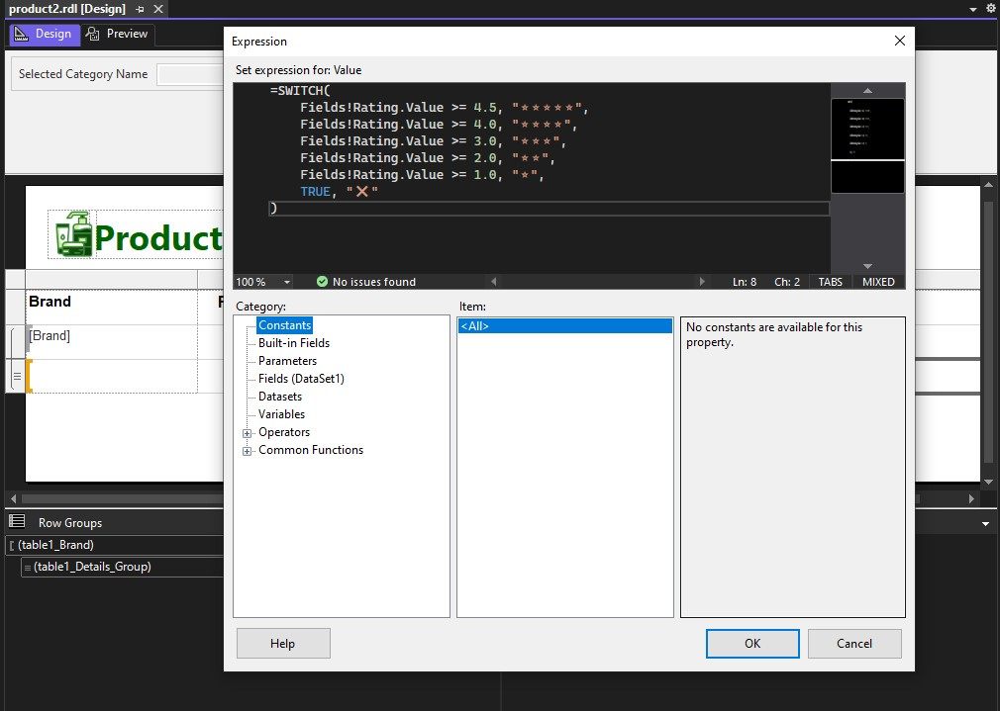 product2.rdl [Design]
Design
Preview
Selected Category Name
Product
Brand
[Brand]
Row Groups
(table1_Brand)
(table1_Details_Group)
Expression
Set expression for: Value
=SWITCH(
Fields!Rating.Value >= 4.5, "★★★★★",
Fields!Rating.Value >= 4.0, "★★★★",
Fields!Rating.Value >= 3.0, "★★★",
Fields!Rating.Value >= 2.0, "★★",
Fields!Rating.Value >= 1.0, "★",
TRUE, "❌"
)
100 %
No issues found
Ln: 8
Ch: 2
TABS
MIXED
Category:
Constants
Built-in Fields
Parameters
Fields (DataSet1)
Datasets
Variables
Operators
Common Functions
Item:
<All>
No constants are available for this
property.
Help
OK
Cancel